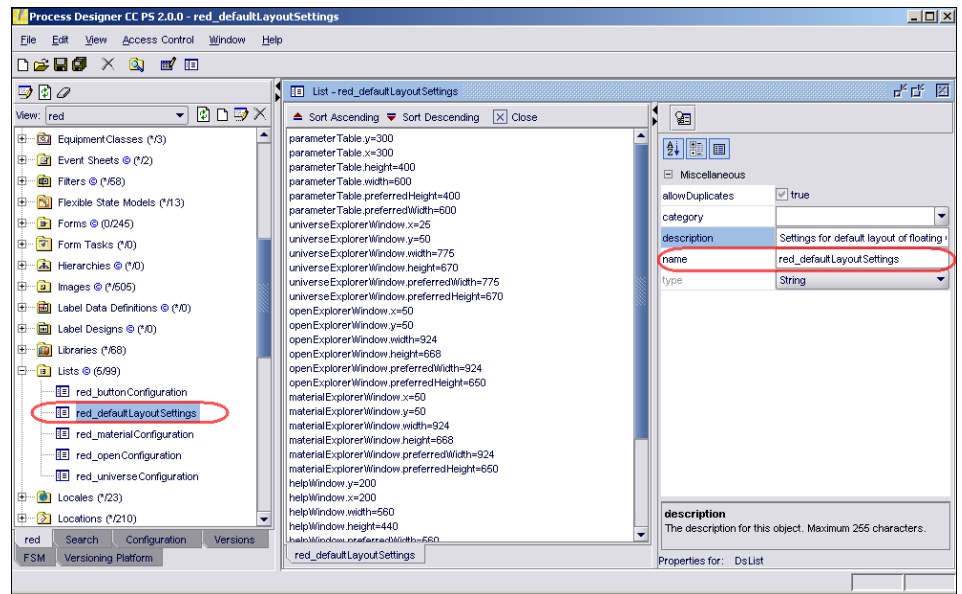 Process Designer CC PS 2.0.0 - red_defaultLayoutSettings
File Edit View Access Control Window Help
View: red
EquipmentClasses (*/3)
Event Sheets © (*/2)
Filters © (*/58)
Flexible State Models (*/13)
Forms © (0/245)
Form Tasks (*/0)
Hierarchies © (*/0)
Images © (*/505)
Label Data Definitions © (*/0)
Label Designs © (*/0)
Libraries (*/68)
Lists © (5/99)
red_buttonConfiguration
red_defaultLayoutSettings
red_materialConfiguration
red_openConfiguration
red_universeConfiguration
Locales (*/23)
Locations (*/210)
red Search Configuration Versions
FSM Versioning Platform
List - red_defaultLayoutSettings
Sort Ascending Sort Descending Close
parameterTable.y=300
parameterTable.x=300
parameterTable.height=400
parameterTable.width=600
parameterTable.preferredHeight=400
parameterTable.preferredWidth=600
universeExplorerWindow.x=25
universeExplorerWindow.y=50
universeExplorerWindow.width=775
universeExplorerWindow.height=670
universeExplorerWindow.preferredWidth=775
universeExplorerWindow.preferredHeight=670
openExplorerWindow.x=50
openExplorerWindow.y=50
openExplorerWindow.width=924
openExplorerWindow.height=668
openExplorerWindow.preferredWidth=924
openExplorerWindow.preferredHeight=650
materialExplorerWindow.x=50
materialExplorerWindow.y=50
materialExplorerWindow.width=924
materialExplorerWindow.height=668
materialExplorerWindow.preferredWidth=924
materialExplorerWindow.preferredHeight=650
helpWindow.y=200
helpWindow.x=200
helpWindow.width=560
helpWindow.height=440
helpWindow.preferredWidth=560
red_defaultLayoutSettings
Miscellaneous
allowDuplicates true
category
description Settings for default layout of floating
name red_defaultLayoutSettings
type String
description
The description for this object. Maximum 255 characters.
Properties for: DsList